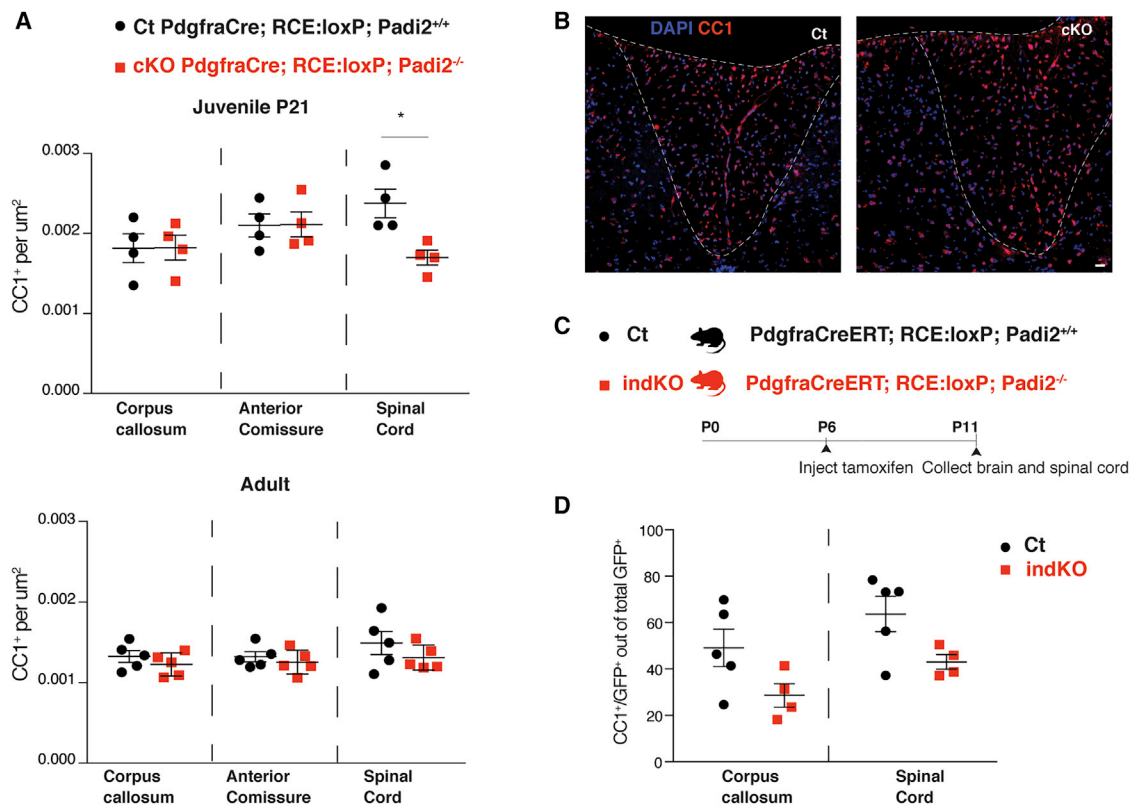 A
Ct PdgfraCre; RCE:loxP; Padi2+/+
cKO PdgfraCre; RCE:loxP; Padi2-/-
Juvenile P21
*
CC1+ per um2
0.003
0.002
0.001
0.000
Corpus callosum
Anterior Comissure
Spinal Cord
Adult
CC1+ per um2
0.003
0.002
0.001
0.000
Corpus callosum
Anterior Comissure
Spinal Cord
B
DAPI CC1
Ct
cKO
C
Ct PdgfraCreERT; RCE:loxP; Padi2+/+
indKO PdgfraCreERT; RCE:loxP; Padi2-/-
P0 P6 P11
Inject tamoxifen Collect brain and spinal cord
D
CC1+/GFP+ out of total GFP+
100
80
60
40
20
0
Corpus callosum
Spinal Cord
Ct
indKO